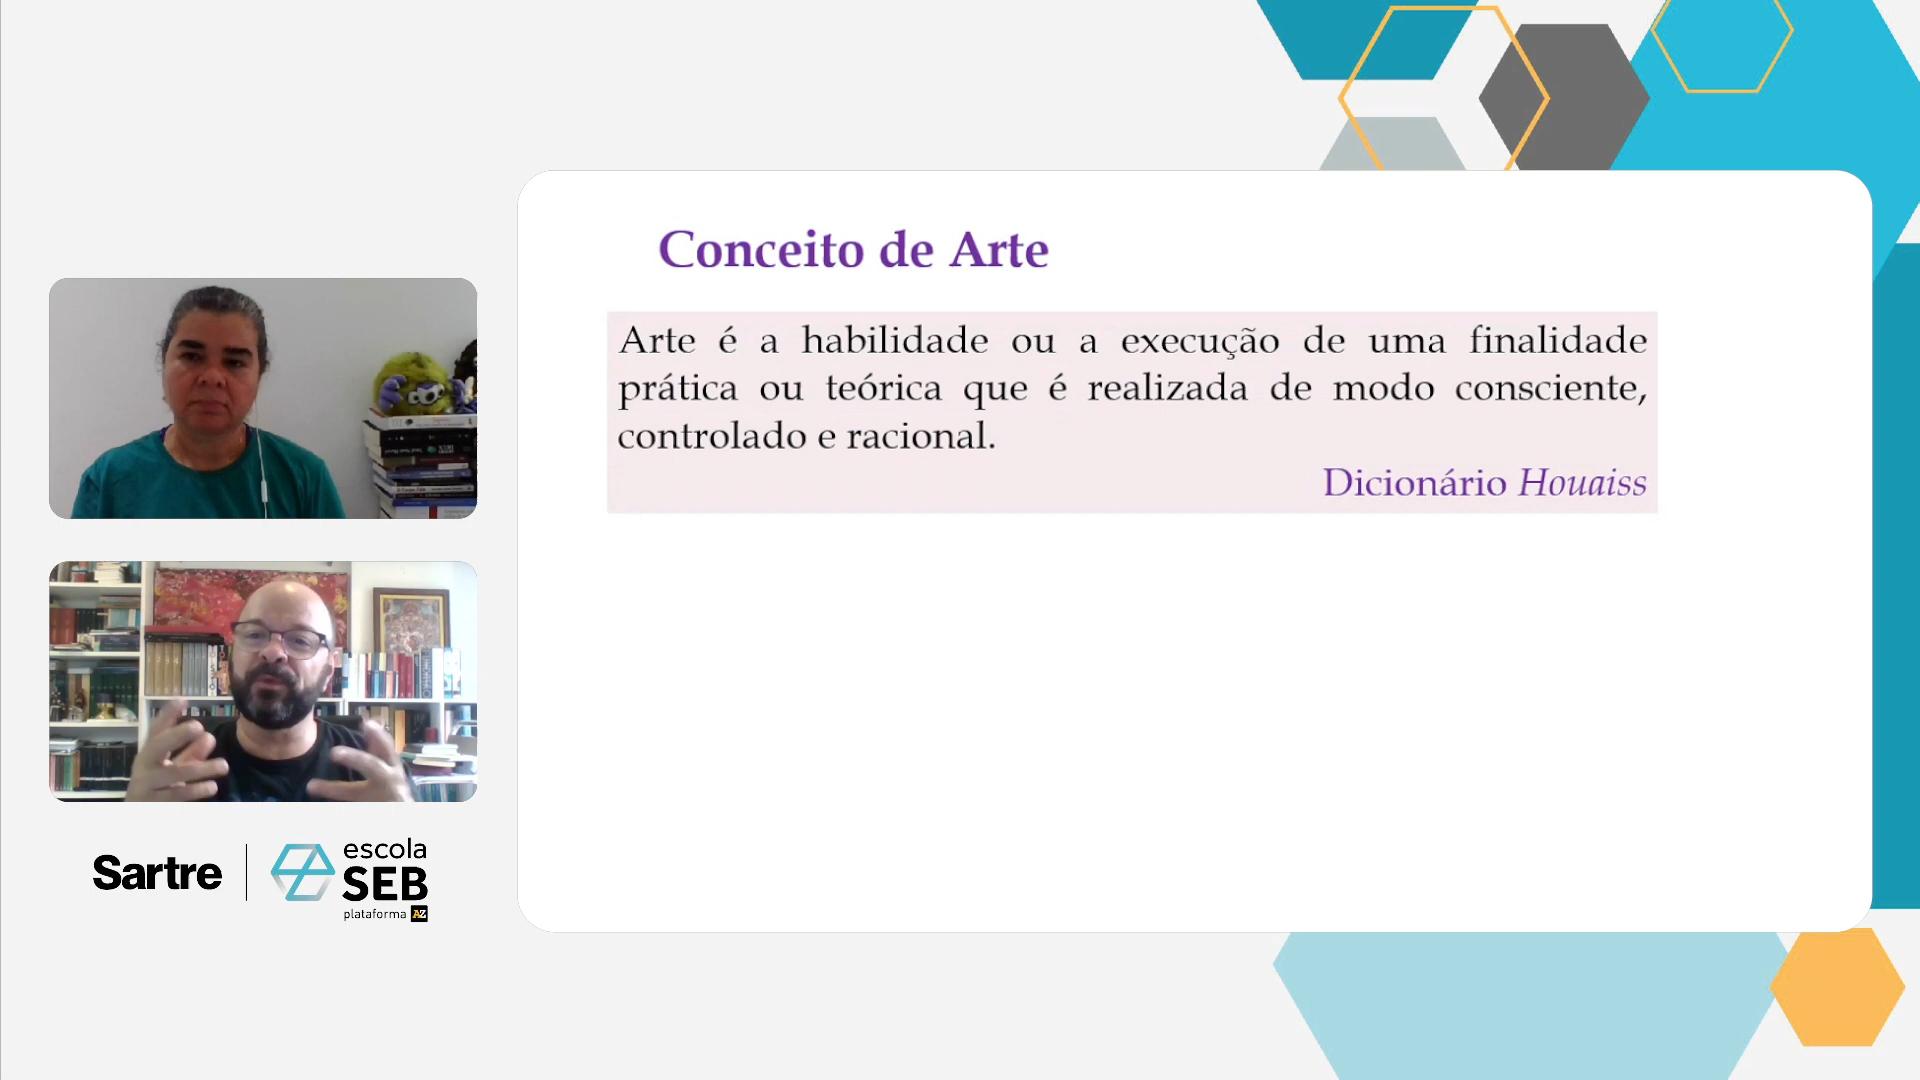 Conceito de Arte
Arte é a habilidade ou a execução de uma finalidade
prática ou teórica que é realizada de modo consciente,
controlado e racional.
Dicionário Houaiss
Sartre
escola
SEB
plataforma AZ